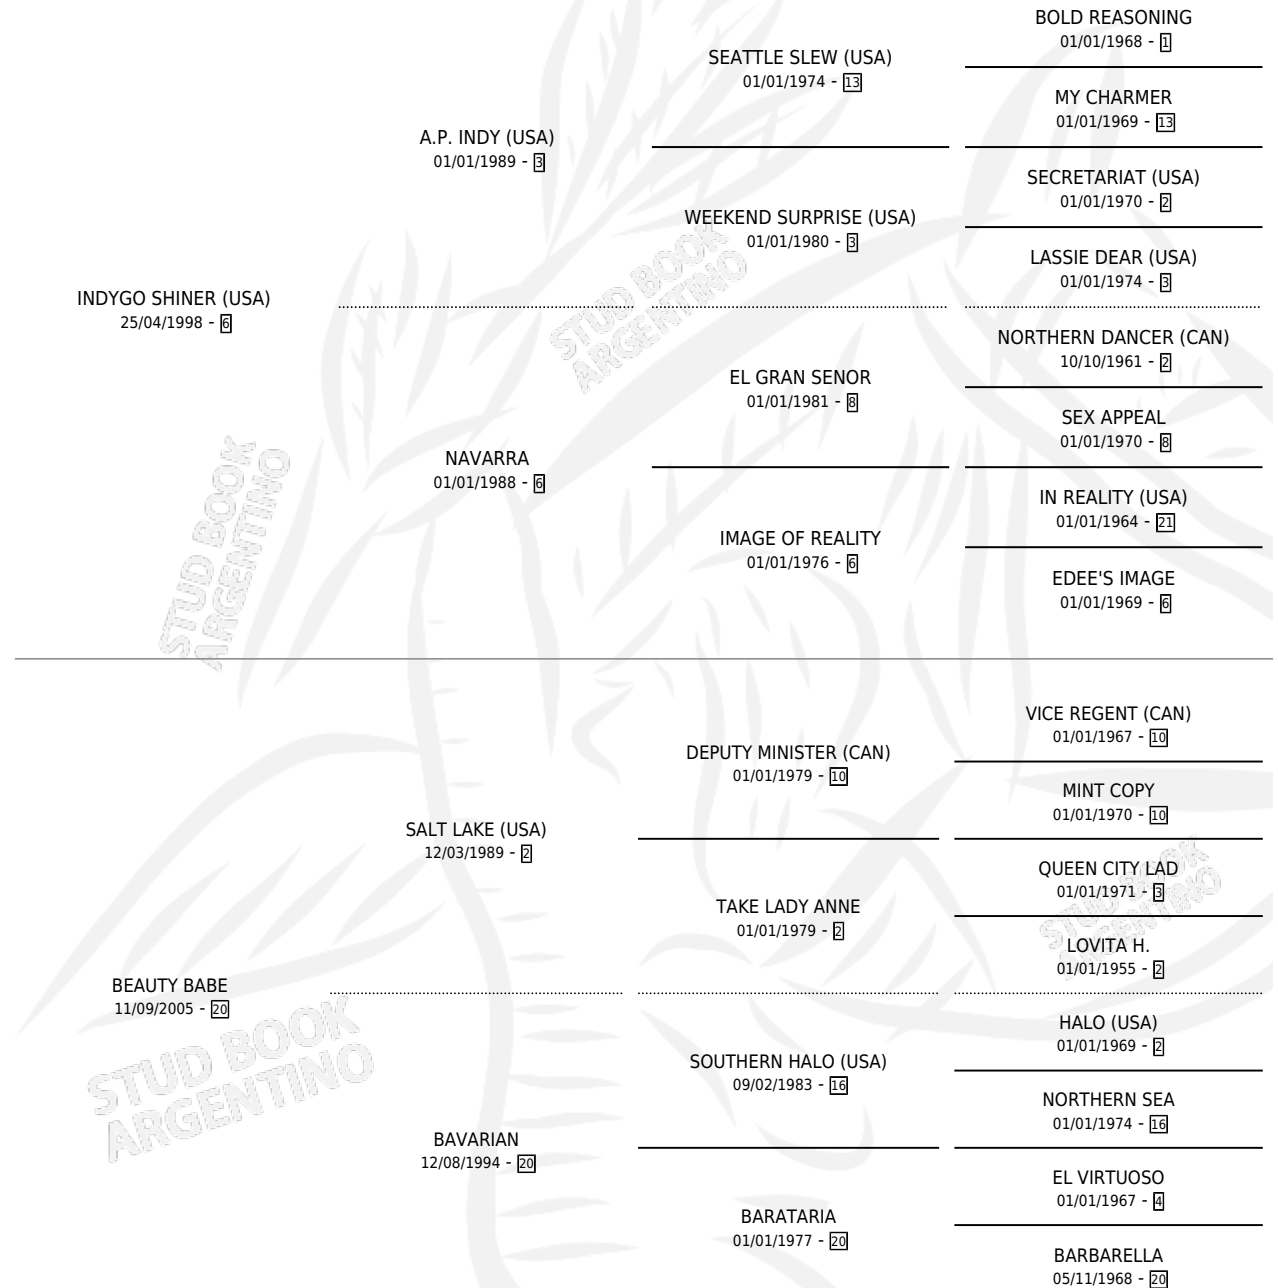 BOLD REASONING
01/01/1968 - 1
SEATTLE SLEW (USA)
01/01/1974 - 13
MY CHARMER
01/01/1969 - 13
A.P. INDY (USA)
01/01/1989 - 3
SECRETARIAT (USA)
01/01/1970 - 2
WEEKEND SURPRISE (USA)
01/01/1980 - 3
LASSIE DEAR (USA)
01/01/1974 - 3
INDYGO SHINER (USA)
25/04/1998 - 6
NORTHERN DANCER (CAN)
10/10/1961 - 2
EL GRAN SENOR
01/01/1981 - 8
SEX APPEAL
01/01/1970 - 8
NAVARRA
01/01/1988 - 6
IN REALITY (USA)
01/01/1964 - 21
IMAGE OF REALITY
01/01/1976 - 6
EDEE'S IMAGE
01/01/1969 - 6
STUD BOOK
ARGENTINO
STUD BOOK
ARGENTINO
VICE REGENT (CAN)
01/01/1967 - 10
DEPUTY MINISTER (CAN)
01/01/1979 - 10
MINT COPY
01/01/1970 - 10
SALT LAKE (USA)
12/03/1989 - 2
QUEEN CITY LAD
01/01/1971 - 3
TAKE LADY ANNE
01/01/1979 - 2
LOVITA H.
01/01/1955 - 2
BEAUTY BABE
11/09/2005 - 20
HALO (USA)
01/01/1969 - 2
SOUTHERN HALO (USA)
09/02/1983 - 16
NORTHERN SEA
01/01/1974 - 16
BAVARIAN
12/08/1994 - 20
EL VIRTUOSO
01/01/1967 - 4
BARATARIA
01/01/1977 - 20
BARBARELLA
05/11/1968 - 20
STUD BOOK
ARGENTINO
STUD BOOK
ARGENTINO